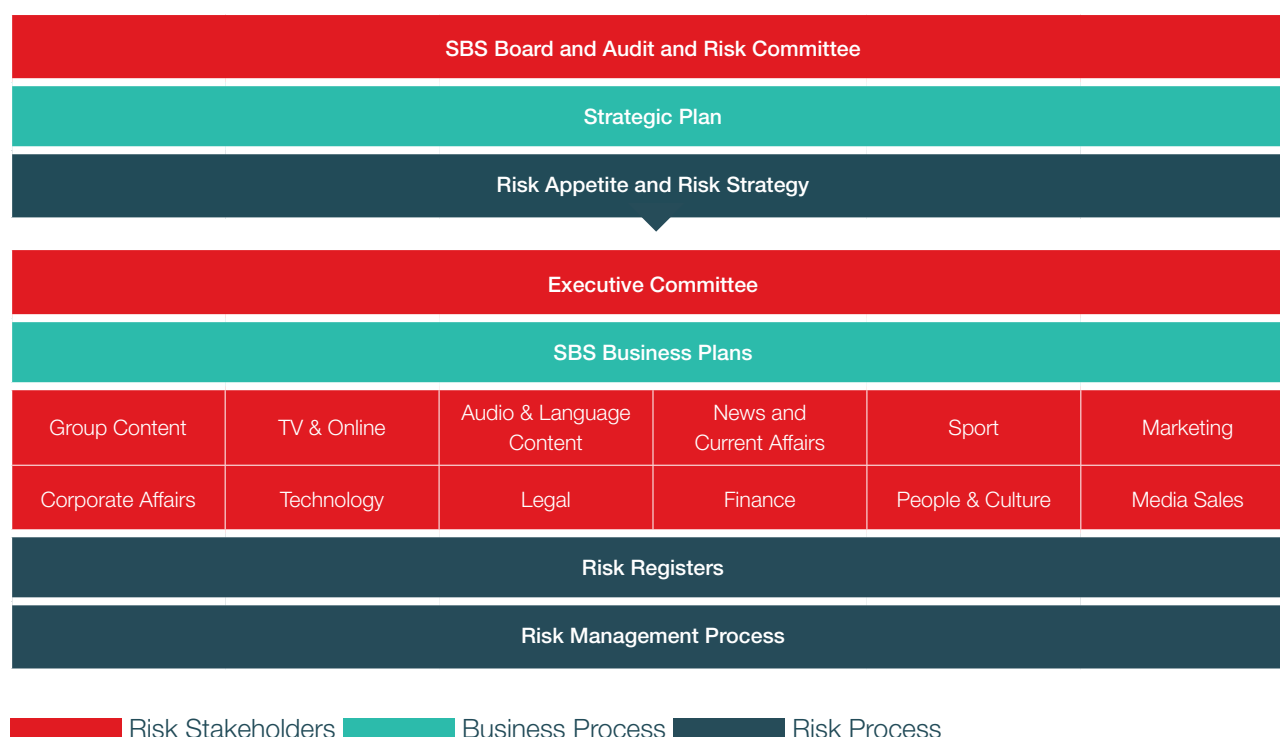 SBS Board and Audit and Risk Committee
Strategic Plan
Risk Appetite and Risk Strategy
Executive Committee
SBS Business Plans
Group Content
TV & Online
Audio & Language
Content
News and
Current Affairs
Sport
Marketing
Corporate Affairs
Technology
Legal
Finance
People & Culture
Media Sales
Risk Registers
Risk Management Process
Risk Stakeholders
Business Process
Risk Process